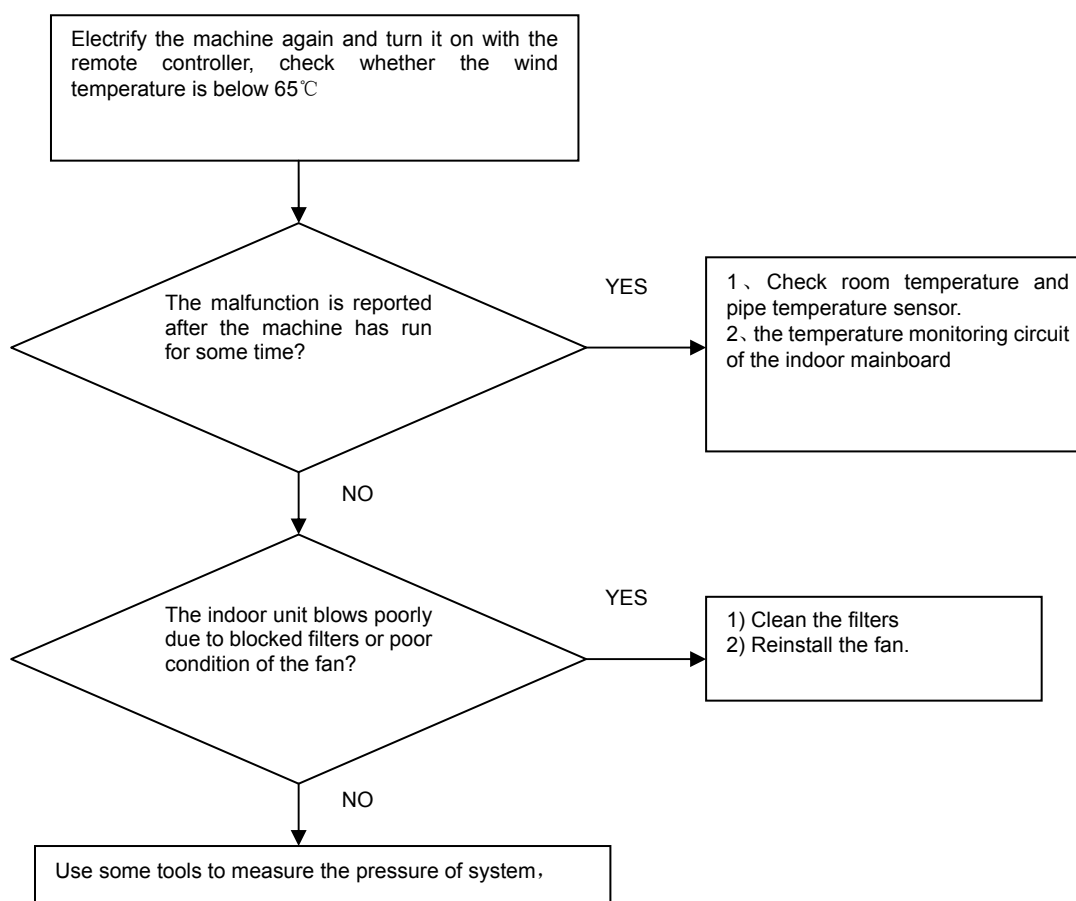 Electrify the machine again and turn it on with the
remote controller, check whether the wind
temperature is below 65℃
The malfunction is reported
after the machine has run
for some time?
YES
1、Check room temperature and
pipe temperature sensor.
2、the temperature monitoring circuit
of the indoor mainboard
NO
The indoor unit blows poorly
due to blocked filters or poor
condition of the fan?
YES
1) Clean the filters
2) Reinstall the fan.
NO
Use some tools to measure the pressure of system，